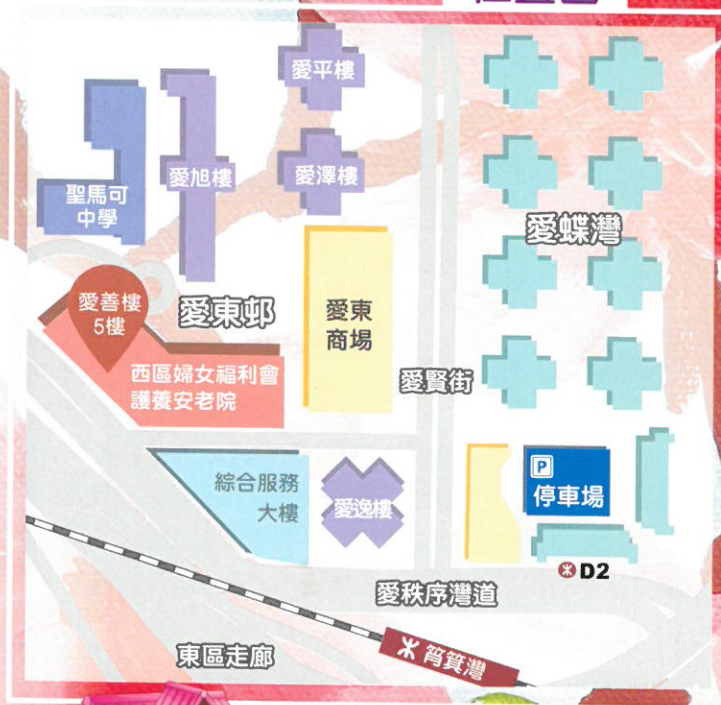 愛平樓
愛旭樓
愛澤樓
聖馬可
中學
愛蝶灣
愛善樓
5樓
愛東邨
愛東
商場
西區婦女福利會
護養安老院
愛賢街
綜合服務
大樓
愛逸樓
P
停車場
D2
愛秩序灣道
筲箕灣
東區走廊